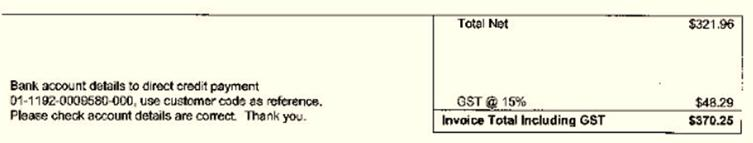 Total Net $321.96
Bank account details to direct credit payment
01-1192-0009580-000, use customer code as reference.
Please check account details are correct. Thank you.
GST @ 15% $48.29
Invoice Total Including GST $370.25